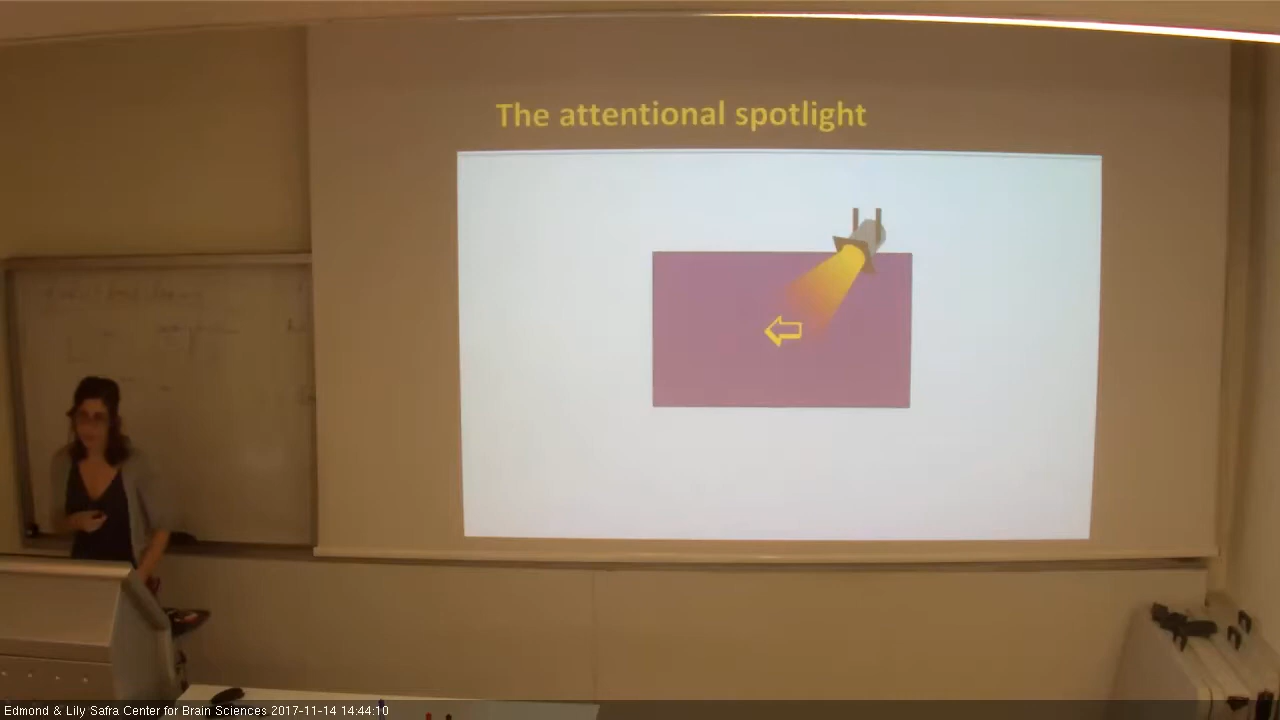 The attentional spotlight
Edmond & Lily Safra Center for Brain Sciences 2017-11-14 14:44:10